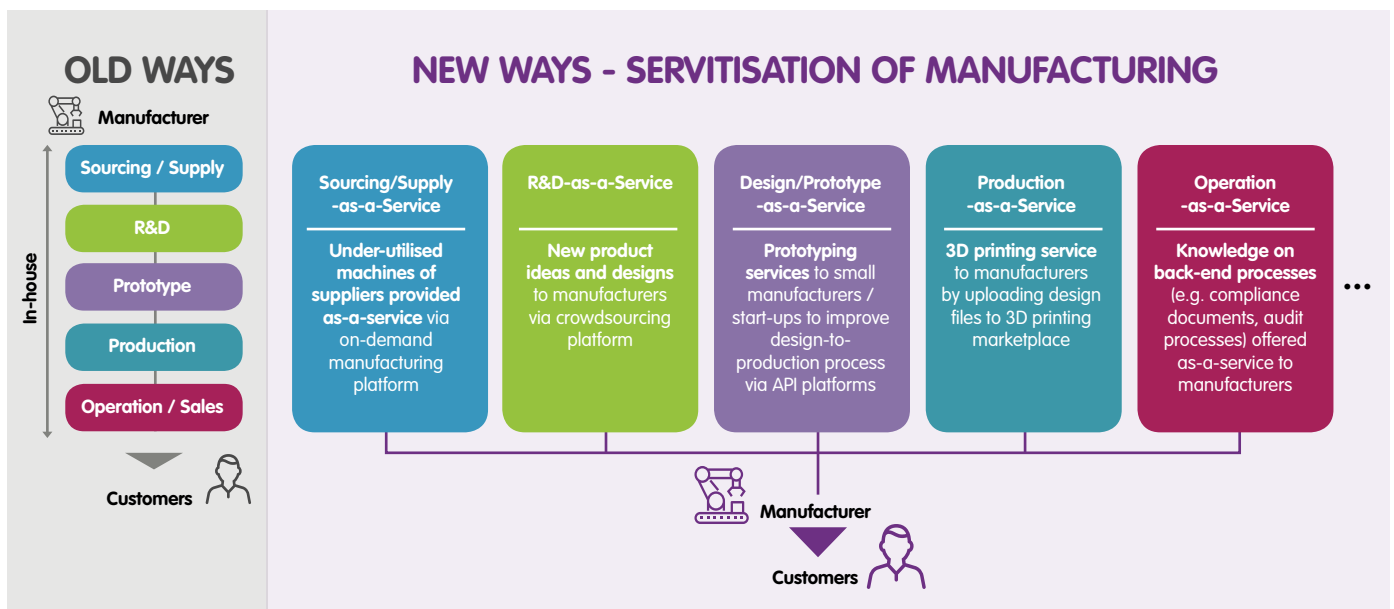 OLD WAYS
Manufacturer
In-house
Sourcing / Supply
R&D
Prototype
Production
Operation / Sales
Customers
NEW WAYS - SERVITISATION OF MANUFACTURING
Sourcing/Supply
-as-a-Service
Under-utilised
machines of
suppliers provided
as-a-service via
on-demand
manufacturing
platform
R&D-as-a-Service
New product
ideas and designs
to manufacturers
via crowdsourcing
platform
Design/Prototype
-as-a-Service
Prototyping
services to small
manufacturers /
start-ups to improve
design-to-
production process
via API platforms
Production
-as-a-Service
3D printing service
to manufacturers
by uploading design
files to 3D printing
marketplace
Operation
-as-a-Service
Knowledge on
back-end processes
(e.g. compliance
documents, audit
processes) offered
as-a-service to
manufacturers
...
Manufacturer
Customers